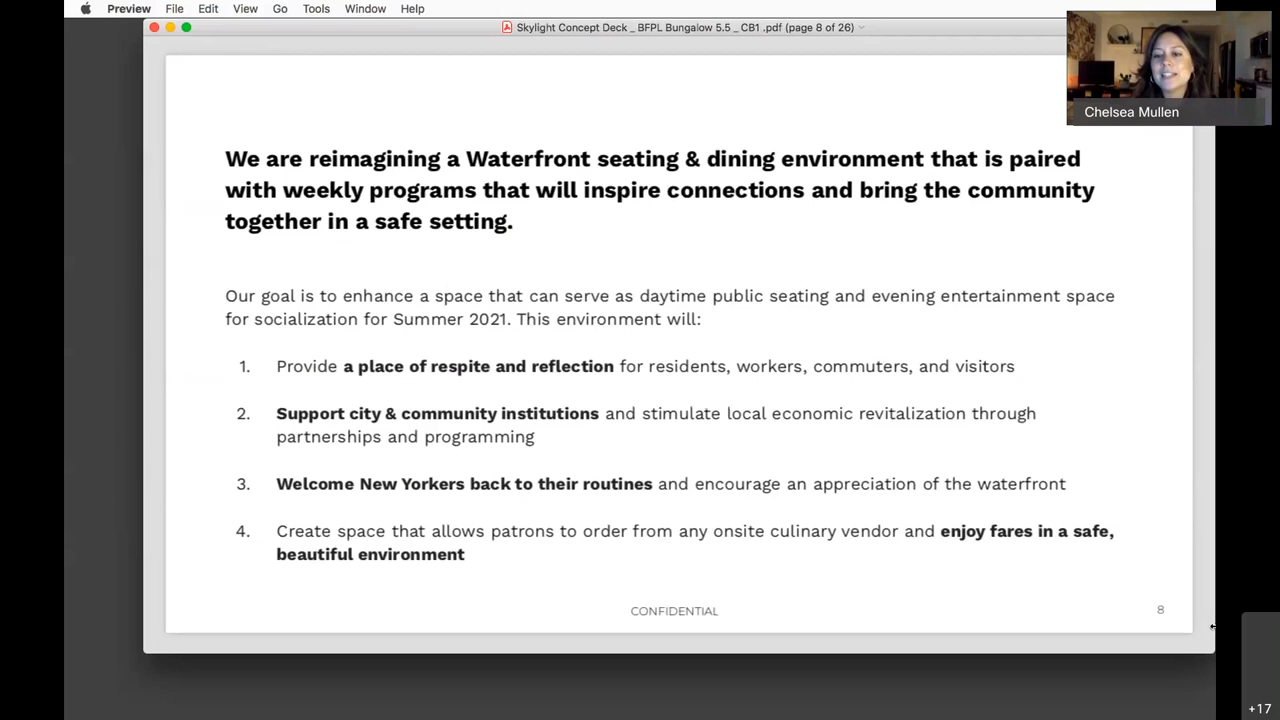 Preview File Edit View Go Tools Window Help
Skylight Concept Deck _ BFPL Bungalow 5.5 _ CB1 .pdf (page 8 of 26)
Chelsea Mullen
We are reimagining a Waterfront seating & dining environment that is paired
with weekly programs that will inspire connections and bring the community
together in a safe setting.
Our goal is to enhance a space that can serve as daytime public seating and evening entertainment space
for socialization for Summer 2021. This environment will:
1. Provide a place of respite and reflection for residents, workers, commuters, and visitors
2. Support city & community institutions and stimulate local economic revitalization through
partnerships and programming
3. Welcome New Yorkers back to their routines and encourage an appreciation of the waterfront
4. Create space that allows patrons to order from any onsite culinary vendor and enjoy fares in a safe,
beautiful environment
CONFIDENTIAL
8
+17